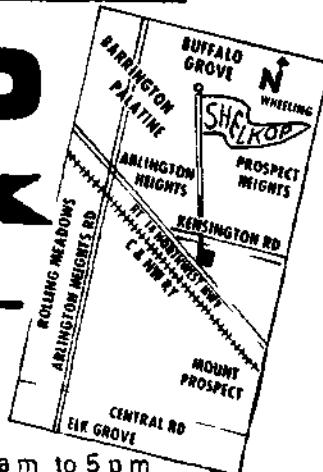 BUFFALO
GROVE
N
WHEELING
BARRINGTON
PALATINE
SHELKOP
ARLINGTON
HEIGHTS
PROSPECT
HEIGHTS
KENSINGTON RD
RT 14 NORTHWEST HWY
C & NW RY
ROLLING MEADOWS
ARLINGTON HEIGHTS RD
MOUNT
PROSPECT
CENTRAL RD
ELK GROVE
a m to 5 p m